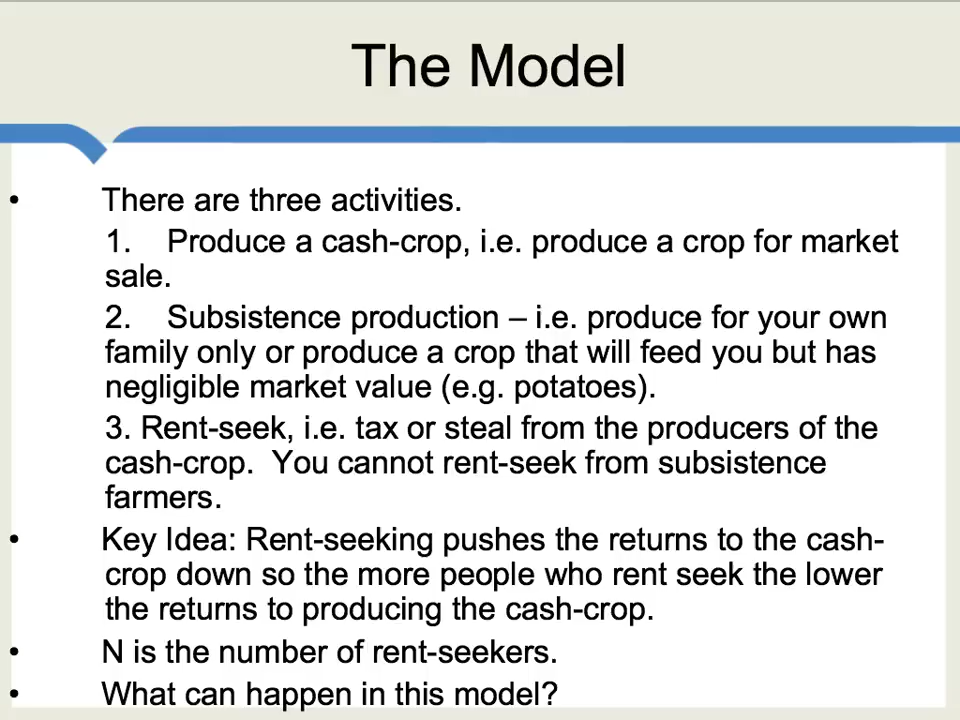 The Model
• There are three activities.
1. Produce a cash-crop, i.e. produce a crop for market
sale.
2. Subsistence production – i.e. produce for your own
family only or produce a crop that will feed you but has
negligible market value (e.g. potatoes).
3. Rent-seek, i.e. tax or steal from the producers of the
cash-crop. You cannot rent-seek from subsistence
farmers.
• Key Idea: Rent-seeking pushes the returns to the cash-
crop down so the more people who rent seek the lower
the returns to producing the cash-crop.
• N is the number of rent-seekers.
• What can happen in this model?